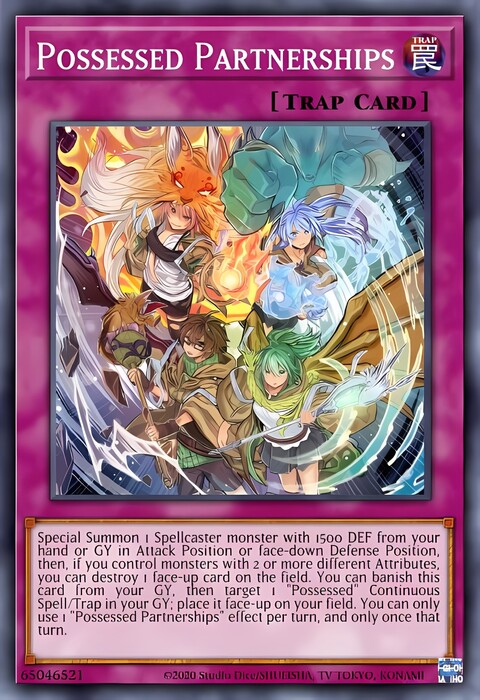 POSSESSED PARTNERSHIPS
TRAP
罠
[TRAP CARD]
Special Summon 1 Spellcaster monster with 1500 DEF from your
hand or GY in Attack Position or face-down Defense Position,
then, if you control monsters with 2 or more different Attributes,
you can destroy 1 face-up card on the field. You can banish this
card from your GY, then target 1 "Possessed" Continuous
Spell/Trap in your GY; place it face-up on your field. You can only
use 1 "Possessed Partnerships" effect per turn, and only once that
turn.
65046521
©2020 Studio Dice/SHUEISHA, TV TOKYO, KONAMI